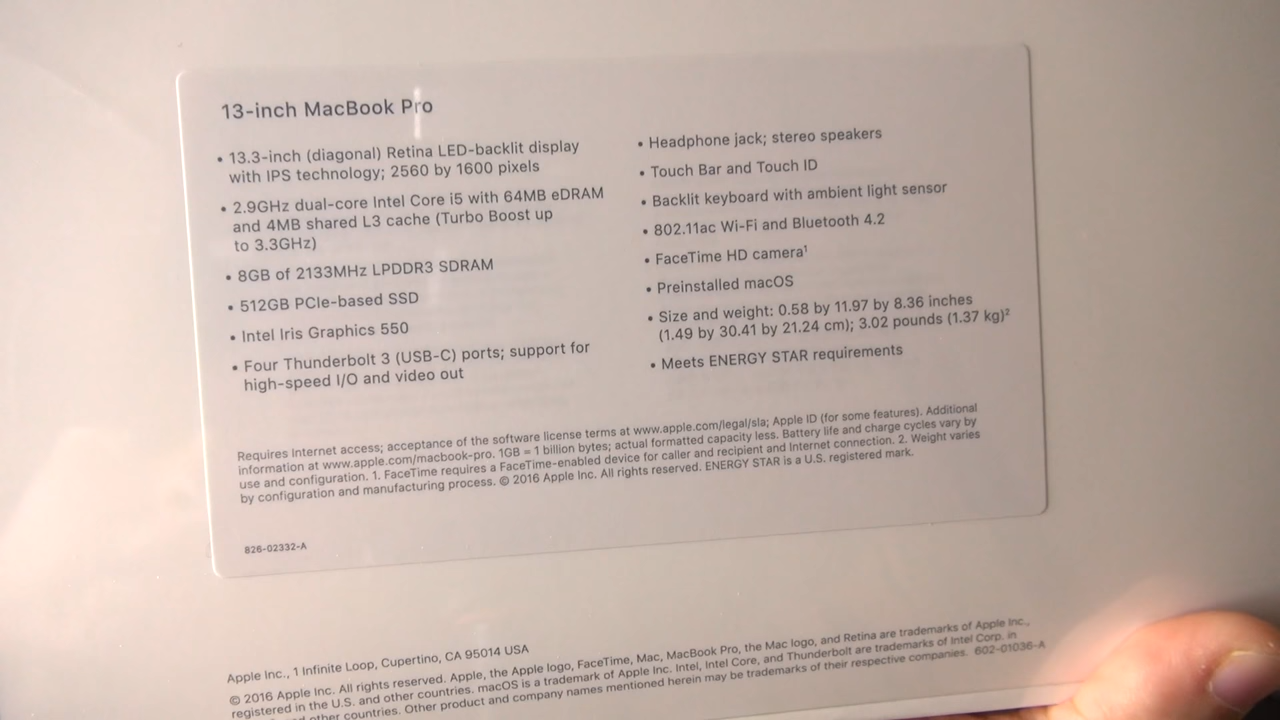 13-inch MacBook Pro
• 13.3-inch (diagonal) Retina LED-backlit display
with IPS technology; 2560 by 1600 pixels
• 2.9GHz dual-core Intel Core i5 with 64MB eDRAM
and 4MB shared L3 cache (Turbo Boost up
to 3.3GHz)
• 8GB of 2133MHz LPDDR3 SDRAM
• 512GB PCIe-based SSD
• Intel Iris Graphics 550
• Four Thunderbolt 3 (USB-C) ports; support for
high-speed I/O and video out
• Headphone jack; stereo speakers
• Touch Bar and Touch ID
• Backlit keyboard with ambient light sensor
• 802.11ac Wi-Fi and Bluetooth 4.2
• FaceTime HD camera¹
• Preinstalled macOS
• Size and weight: 0.58 by 11.97 by 8.36 inches
(1.49 by 30.41 by 21.24 cm); 3.02 pounds (1.37 kg)²
• Meets ENERGY STAR requirements
Requires Internet access; acceptance of the software license terms at www.apple.com/legal/sla; Apple ID (for some features). Additional
information at www.apple.com/macbook-pro. 1GB = 1 billion bytes; actual formatted capacity less. Battery life and charge cycles vary by
use and configuration. 1. FaceTime requires a FaceTime-enabled device for caller and recipient and Internet connection. 2. Weight varies
by configuration and manufacturing process. © 2016 Apple Inc. All rights reserved. ENERGY STAR is a U.S. registered mark.
826-02332-A
Apple Inc., 1 Infinite Loop, Cupertino, CA 95014 USA
© 2016 Apple Inc. All rights reserved. Apple, the Apple logo, FaceTime, Mac, MacBook Pro, the Mac logo, and Retina are trademarks of Apple Inc.,
registered in the U.S. and other countries. macOS is a trademark of Apple Inc. Intel, Intel Core, and Thunderbolt are trademarks of Intel Corp. in
other countries. Other product and company names mentioned herein may be trademarks of their respective companies. 602-01036-A